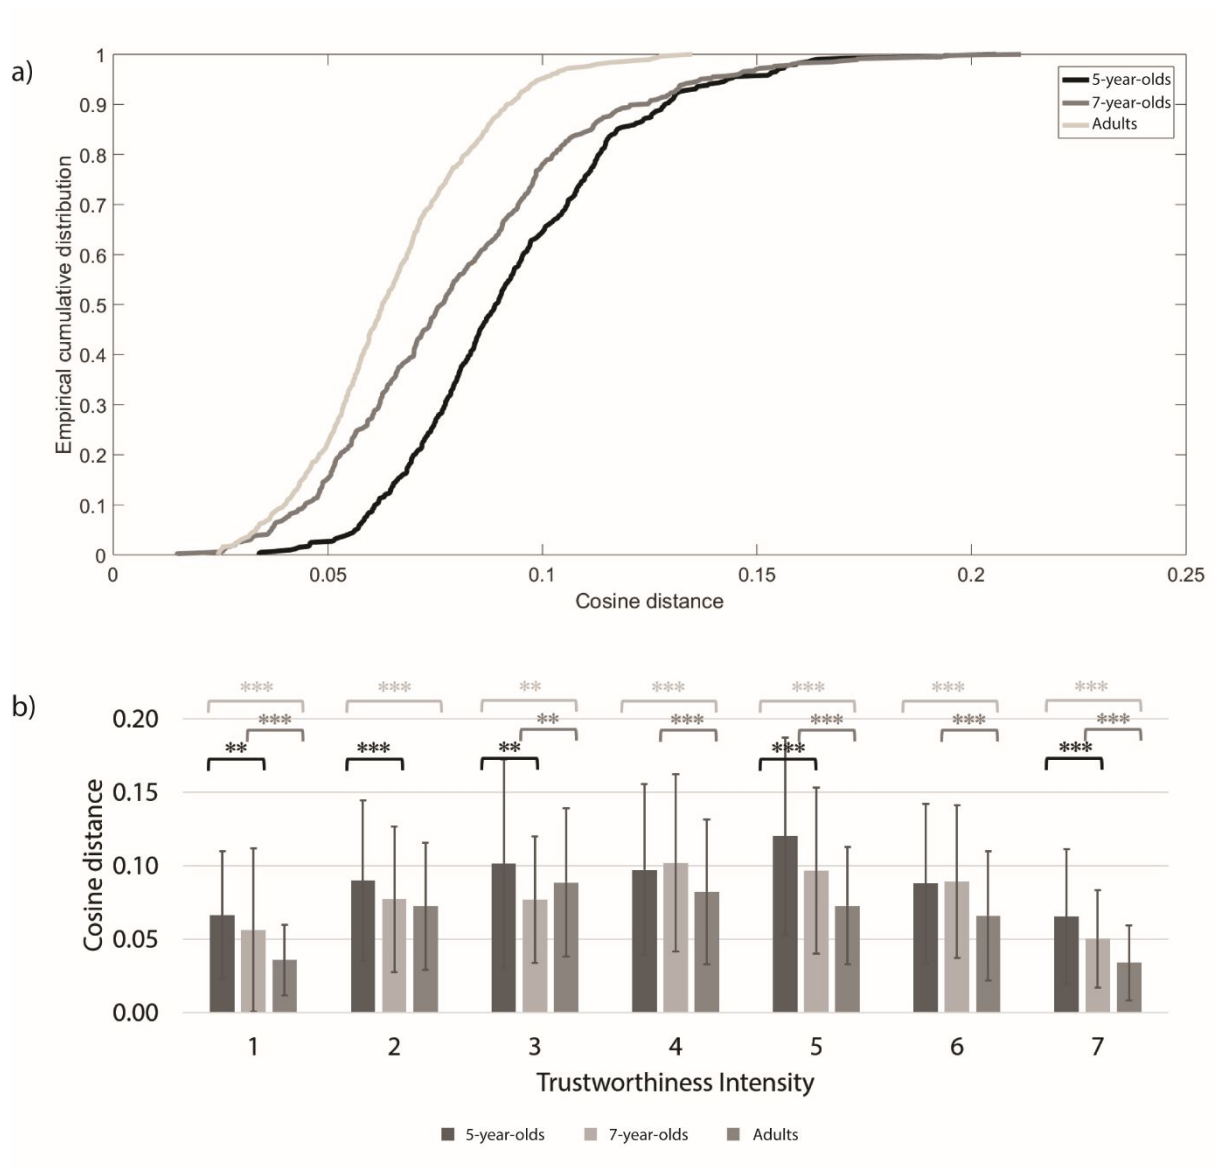 a)
1
0.9
0.8
0.7
0.6
0.5
0.4
0.3
0.2
0.1
0
Empirical cumulative distribution
5-year-olds
7-year-olds
Adults
0 0.05 0.1 0.15 0.2 0.25
Cosine distance
b)
*** *** ** *** *** *** ***
*** ** *** *** *** ***
** *** ** *** ***
0.20
0.15
0.10
0.05
0.00
Cosine distance
1 2 3 4 5 6 7
Trustworthiness Intensity
5-year-olds 7-year-olds Adults